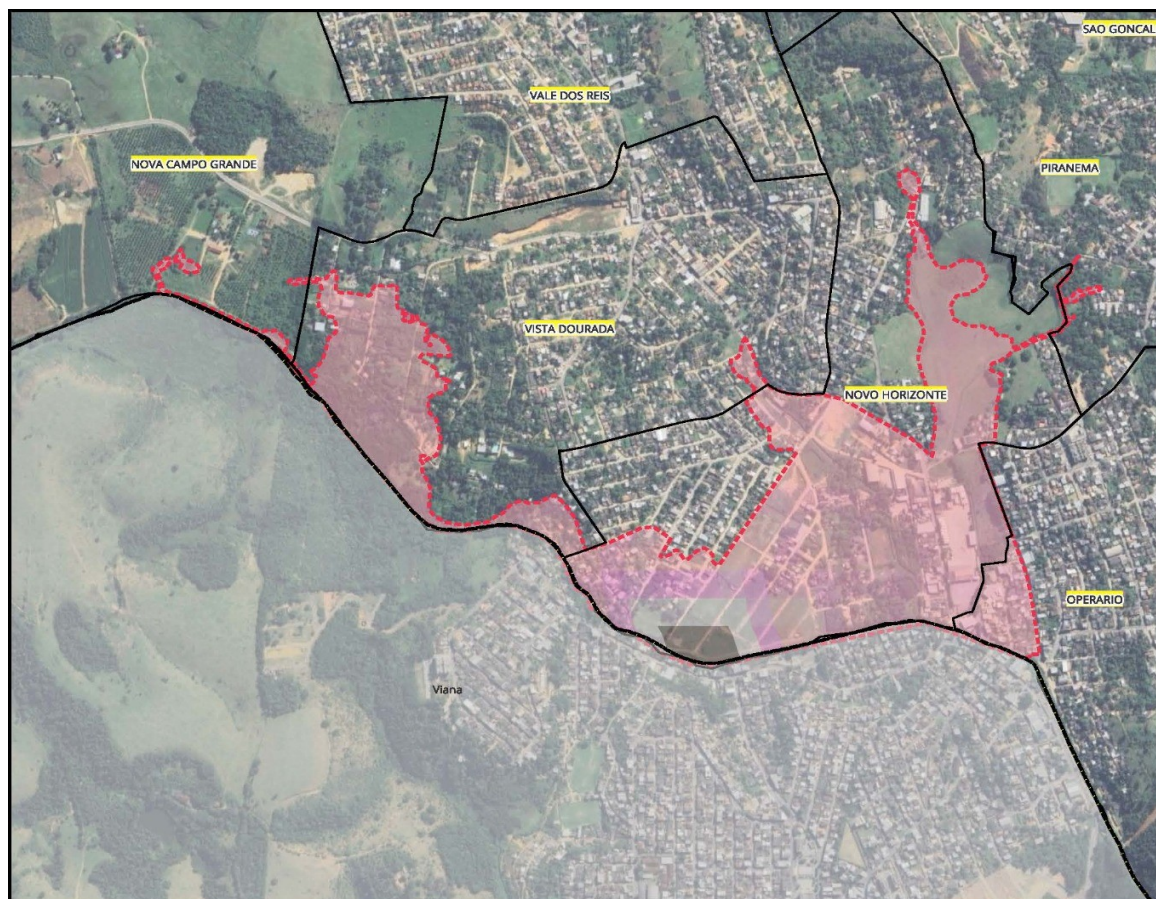 SAO GONCAL
VALE DOS REIS
NOVA CAMPO GRANDE
PIRANEMA
VISTA DOURADA
NOVO HORIZONTE
OPERARIO
Viana